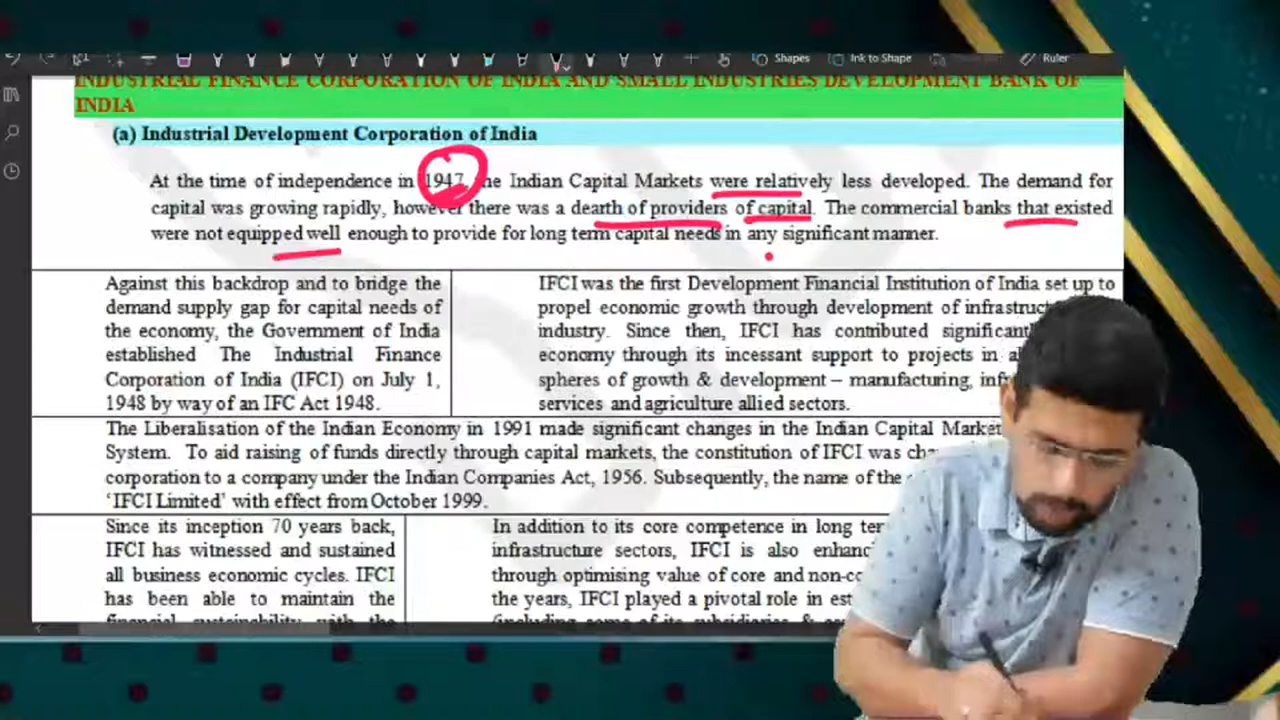 Shapes
Ink to Shape
Ruler
INDUSTRIAL FINANCE CORPORATION OF INDIA AND SMALL INDUSTRIES DEVELOPMENT BANK OF
INDIA
(a) Industrial Development Corporation of India
At the time of independence in 1947, the Indian Capital Markets were relatively less developed. The demand for
capital was growing rapidly, however there was a dearth of providers of capital. The commercial banks that existed
were not equipped well enough to provide for long term capital needs in any significant manner.
Against this backdrop and to bridge the
demand supply gap for capital needs of
the economy, the Government of India
established The Industrial Finance
Corporation of India (IFCI) on July 1,
1948 by way of an IFC Act 1948.
IFCI was the first Development Financial Institution of India set up to
propel economic growth through development of
industry. Since then, IFCI has contributed
economy through its incessant support to projects in
spheres of growth & development – manufacturing,
services and agriculture allied sectors.
The Liberalisation of the Indian Economy in 1991 made significant changes in the Indian Capital Market
System. To aid raising of funds directly through capital markets, the constitution of IFCI was
corporation to a company under the Indian Companies Act, 1956. Subsequently, the name of the
'IFCI Limited' with effect from October 1999.
Since its inception 70 years back,
IFCI has witnessed and sustained
all business economic cycles. IFCI
has been able to maintain the
financial sustainability with the
In addition to its core competence in long
infrastructure sectors, IFCI is also
through optimising value of core and
the years, IFCI played a pivotal role in
(including some of its subsidiaries &